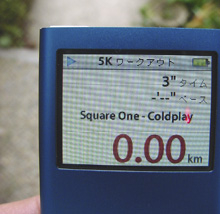 5K ワークアウト
3" タイム
-'--" ペース
Square One - Coldplay
0.00 km